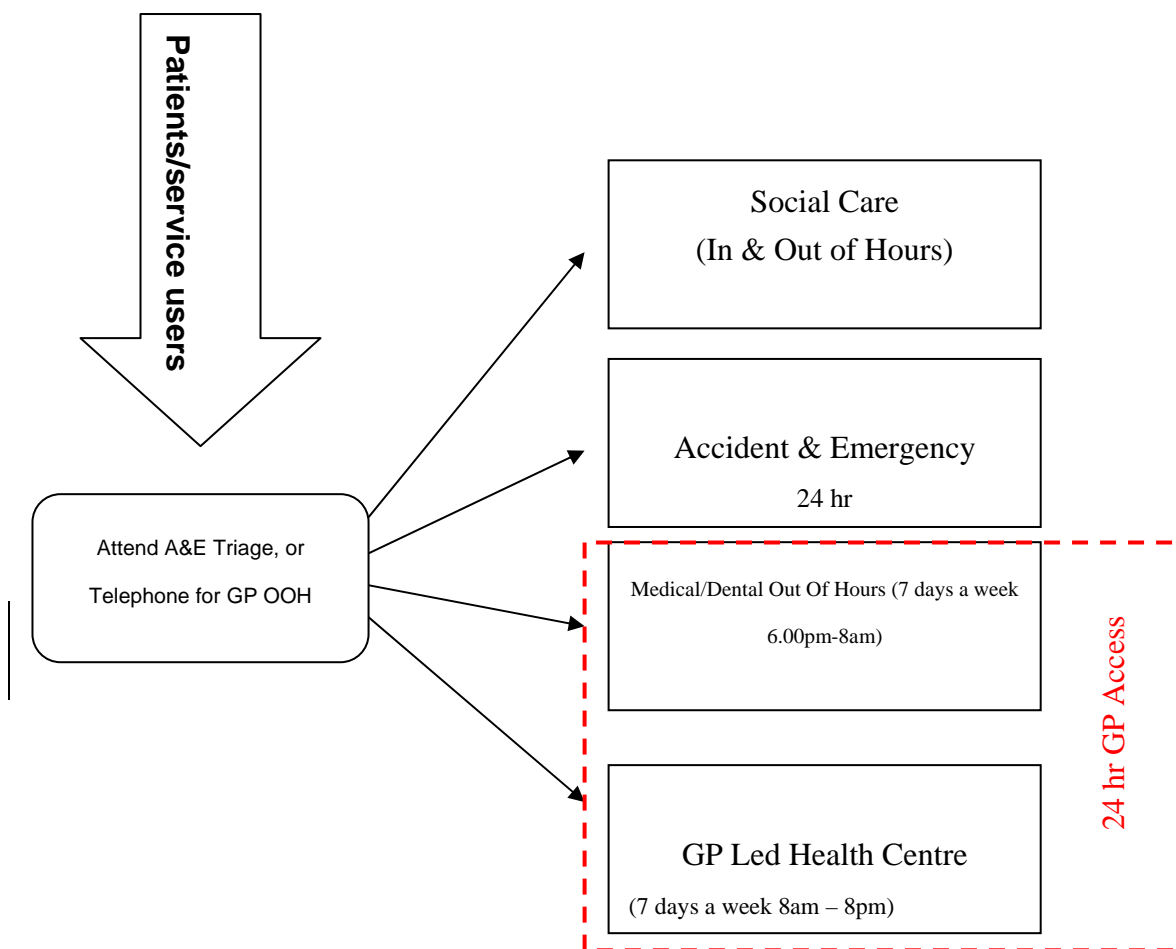 Patients/service users
Social Care
(In & Out of Hours)
Accident & Emergency
24 hr
Attend A&E Triage, or
Telephone for GP OOH
Medical/Dental Out Of Hours (7 days a week
6.00pm-8am)
24 hr GP Access
GP Led Health Centre
(7 days a week 8am – 8pm)